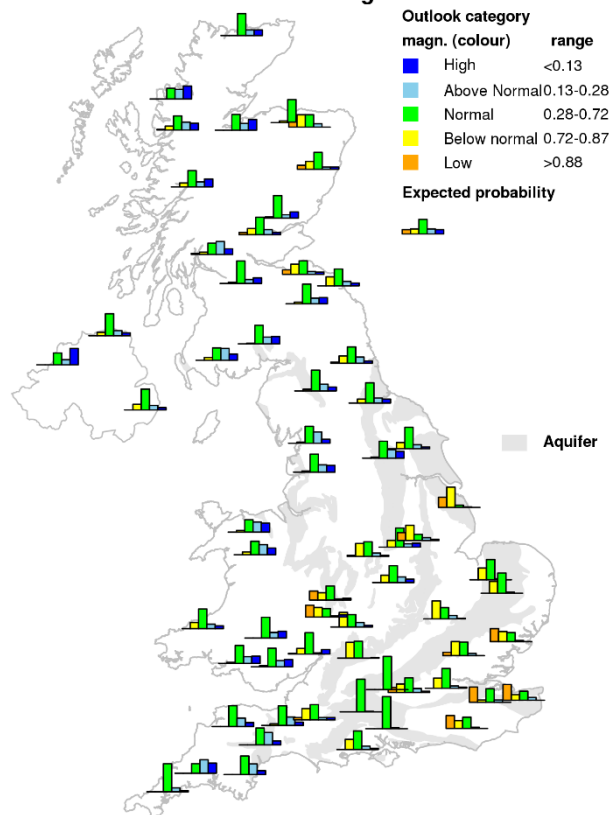 Outlook category
magn. (colour) range
High <0.13
Above Normal 0.13-0.28
Normal 0.28-0.72
Below normal 0.72-0.87
Low >0.88
Expected probability
Aquifer